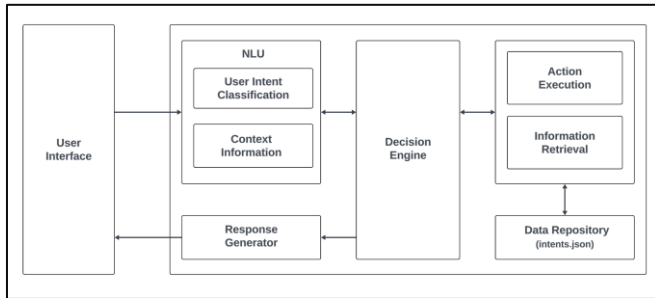 User
Interface
NLU
User Intent
Classification
Context
Information
Response
Generator
Decision
Engine
Action
Execution
Information
Retrieval
Data Repository
(intents.json)